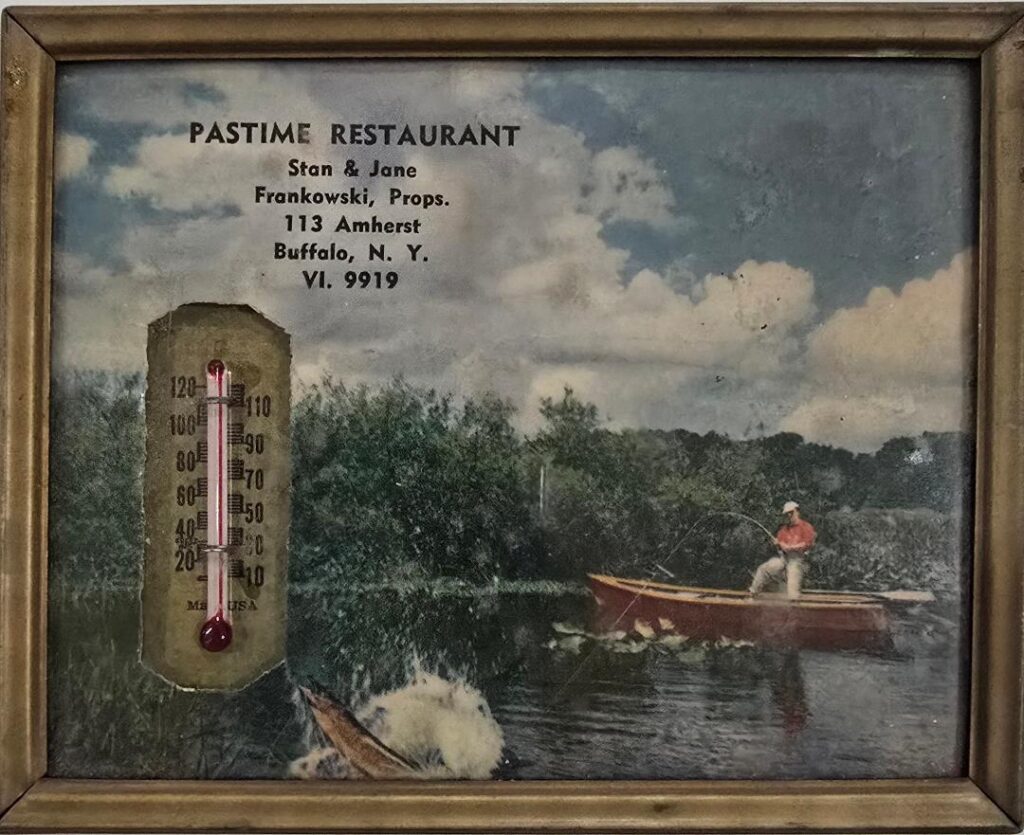 PASTIME RESTAURANT
Stan & Jane
Frankowski, Props.
113 Amherst
Buffalo, N. Y.
VI. 9919
120
110
100
90
80
70
60
50
40
20
10
USA